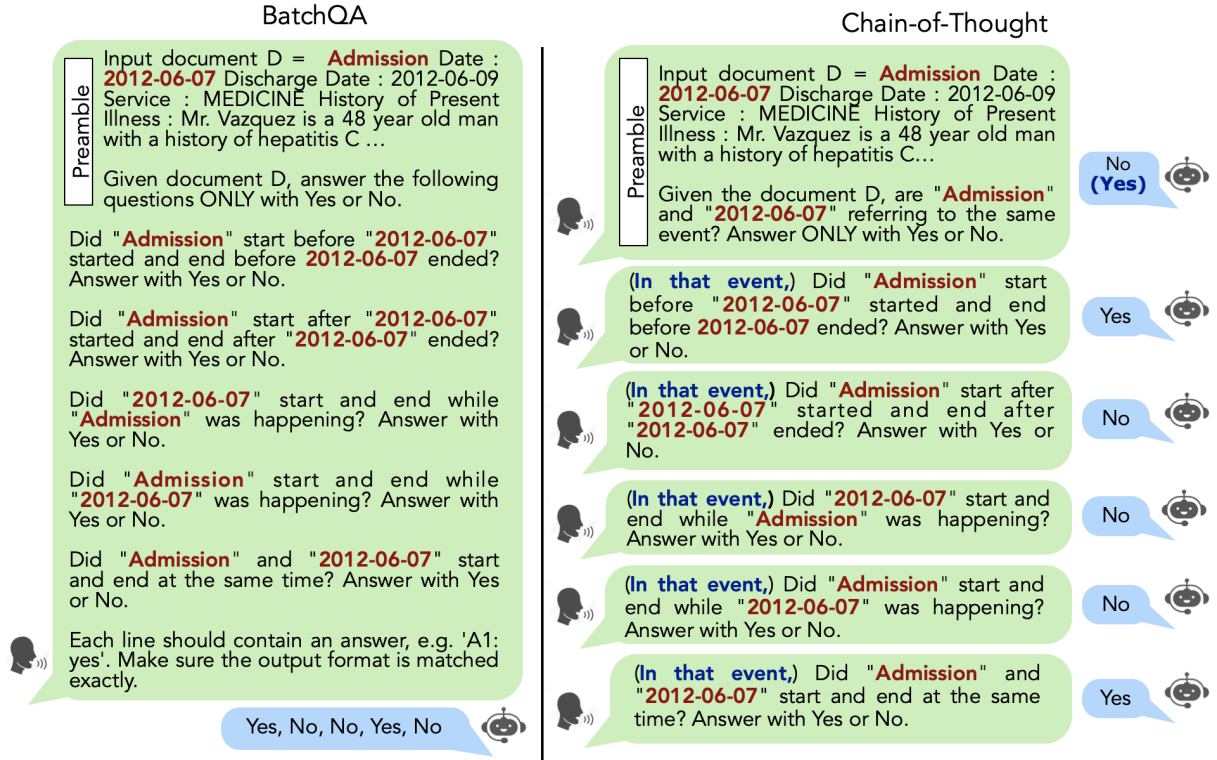 BatchQA
Preamble
Input document D = Admission Date :
2012-06-07 Discharge Date : 2012-06-09
Service : MEDICINE History of Present
Illness : Mr. Vazquez is a 48 year old man
with a history of hepatitis C ...
Given document D, answer the following
questions ONLY with Yes or No.
Did "Admission" start before "2012-06-07"
started and end before 2012-06-07 ended?
Answer with Yes or No.
Did "Admission" start after "2012-06-07"
started and end after "2012-06-07" ended?
Answer with Yes or No.
Did "2012-06-07" start and end while
"Admission" was happening? Answer with
Yes or No.
Did "Admission" start and end while
"2012-06-07" was happening? Answer with
Yes or No.
Did "Admission" and "2012-06-07" start
and end at the same time? Answer with Yes
or No.
Each line should contain an answer, e.g. 'A1:
yes'. Make sure the output format is matched
exactly.
Yes, No, No, Yes, No
Chain-of-Thought
Preamble
Input document D = Admission Date :
2012-06-07 Discharge Date : 2012-06-09
Service : MEDICINE History of Present
Illness : Mr. Vazquez is a 48 year old man
with a history of hepatitis C...
Given the document D, are "Admission"
and "2012-06-07" referring to the same
event? Answer ONLY with Yes or No.
No
(Yes)
(In that event,) Did "Admission" start
before "2012-06-07" started and end
before 2012-06-07 ended? Answer with Yes
or No.
Yes
(In that event,) Did "Admission" start after
"2012-06-07" started and end after
"2012-06-07" ended? Answer with Yes or
No.
No
(In that event,) Did "2012-06-07" start and
end while "Admission" was happening?
Answer with Yes or No.
No
(In that event,) Did "Admission" start and
end while "2012-06-07" was happening?
Answer with Yes or No.
No
(In that event,) Did "Admission" and
"2012-06-07" start and end at the same
time? Answer with Yes or No.
Yes